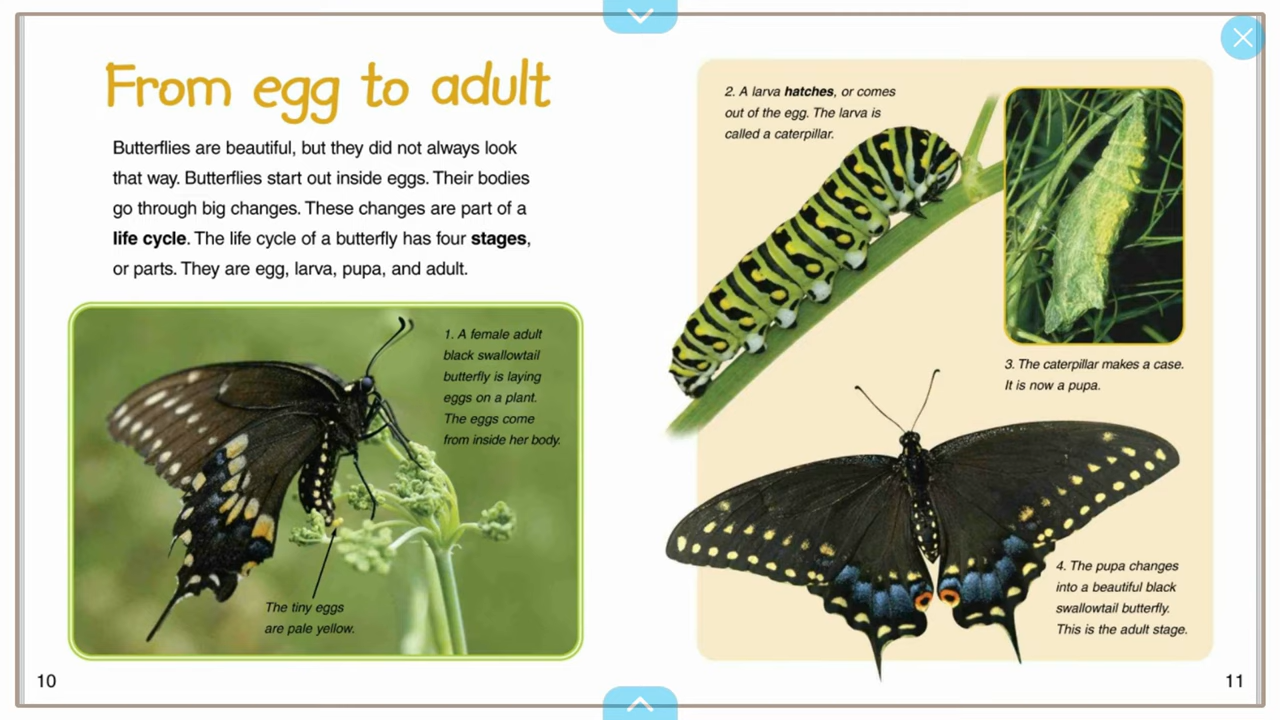 From egg to adult
Butterflies are beautiful, but they did not always look
that way. Butterflies start out inside eggs. Their bodies
go through big changes. These changes are part of a
life cycle. The life cycle of a butterfly has four stages,
or parts. They are egg, larva, pupa, and adult.
1. A female adult
black swallowtail
butterfly is laying
eggs on a plant.
The eggs come
from inside her body.
The tiny eggs
are pale yellow.
10
2. A larva hatches, or comes
out of the egg. The larva is
called a caterpillar.
3. The caterpillar makes a case.
It is now a pupa.
4. The pupa changes
into a beautiful black
swallowtail butterfly.
This is the adult stage.
11